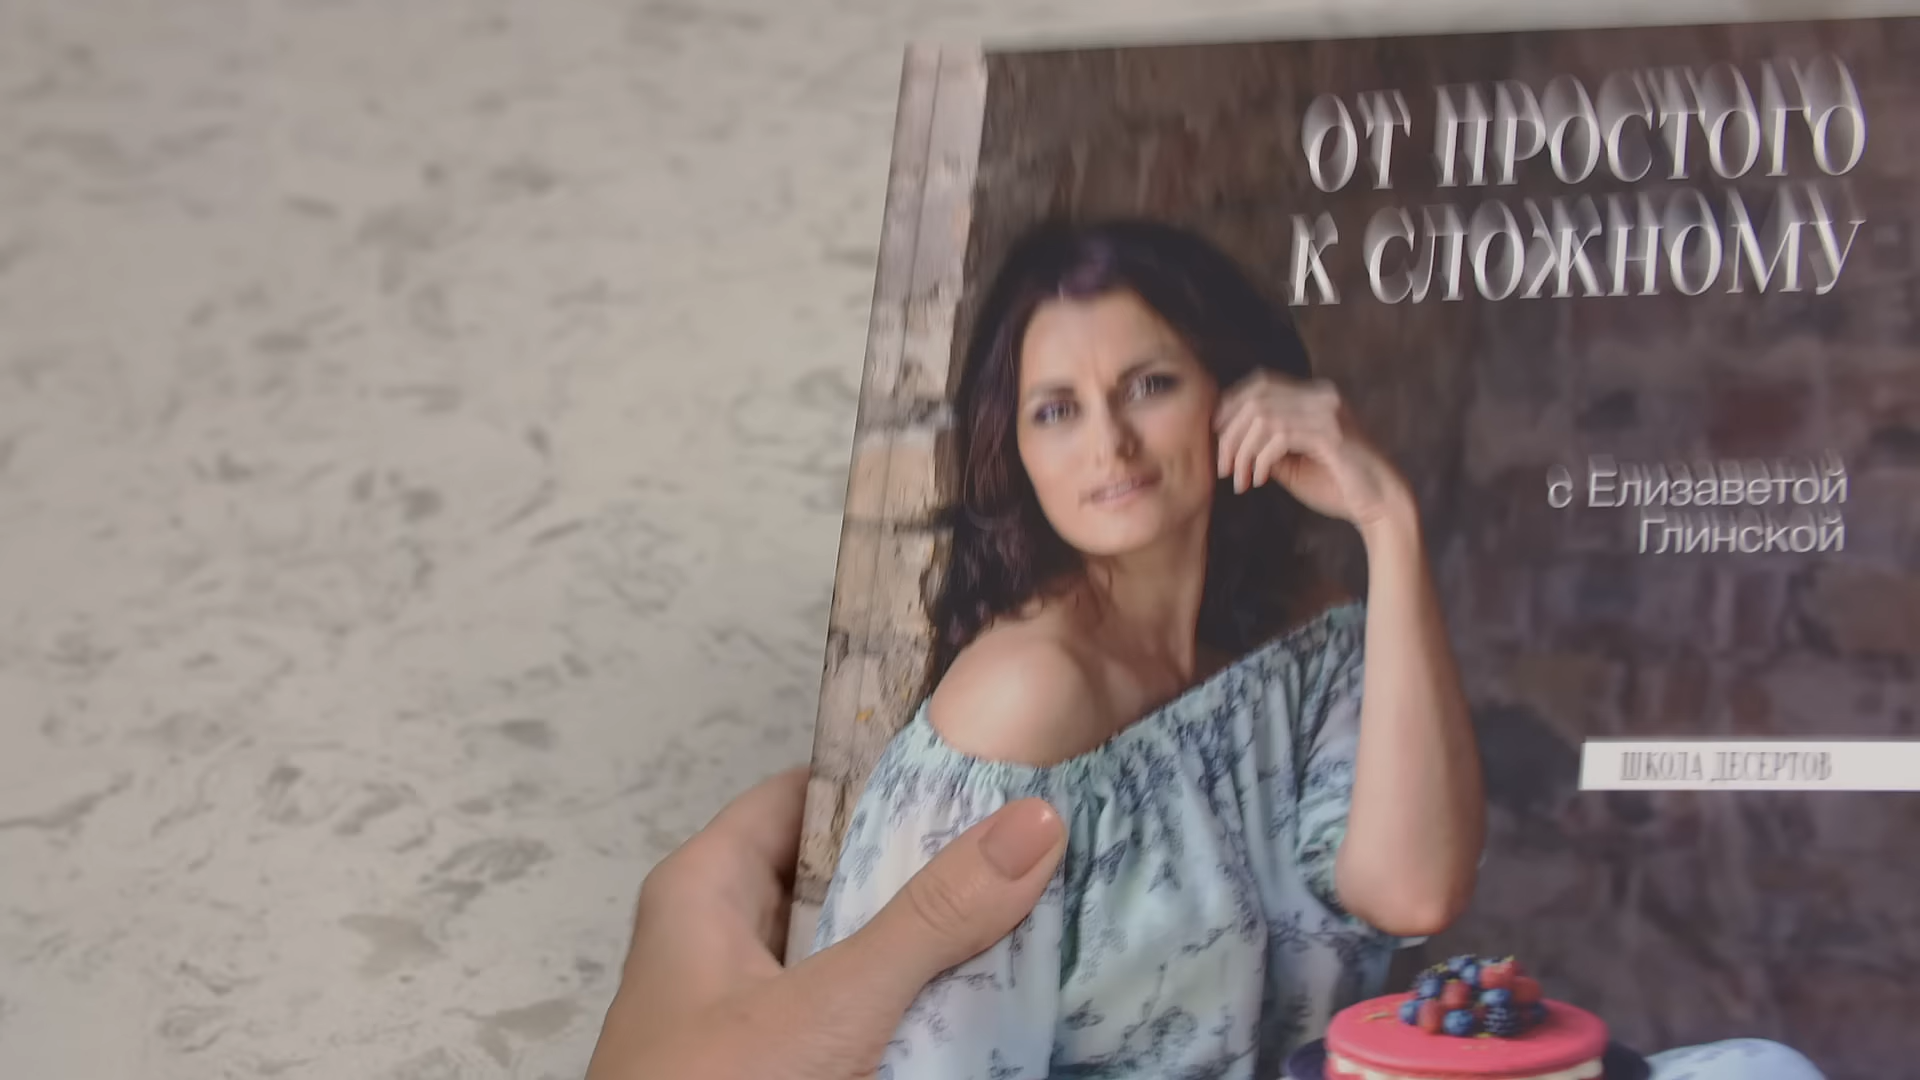 ОТ ПРОСТОГО
К СЛОЖНОМУ
с Елизаветой
Глинской
ШКОЛА ДЕСЕРТОВ